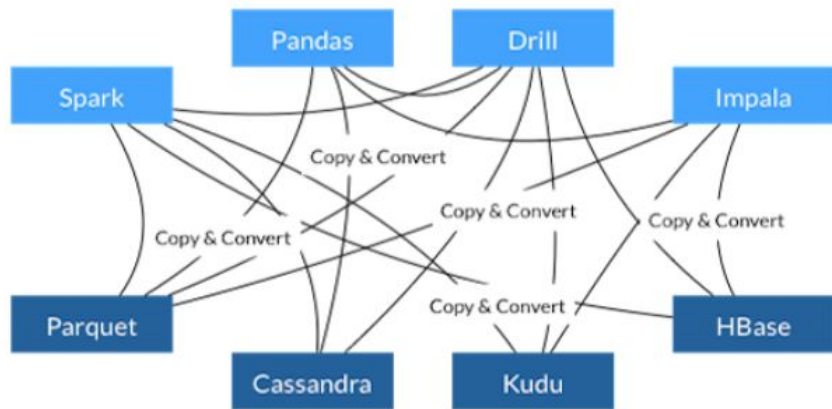 Pandas
Drill
Spark
Impala
Copy & Convert
Copy & Convert
Copy & Convert
Copy & Convert
Copy & Convert
Parquet
HBase
Cassandra
Kudu